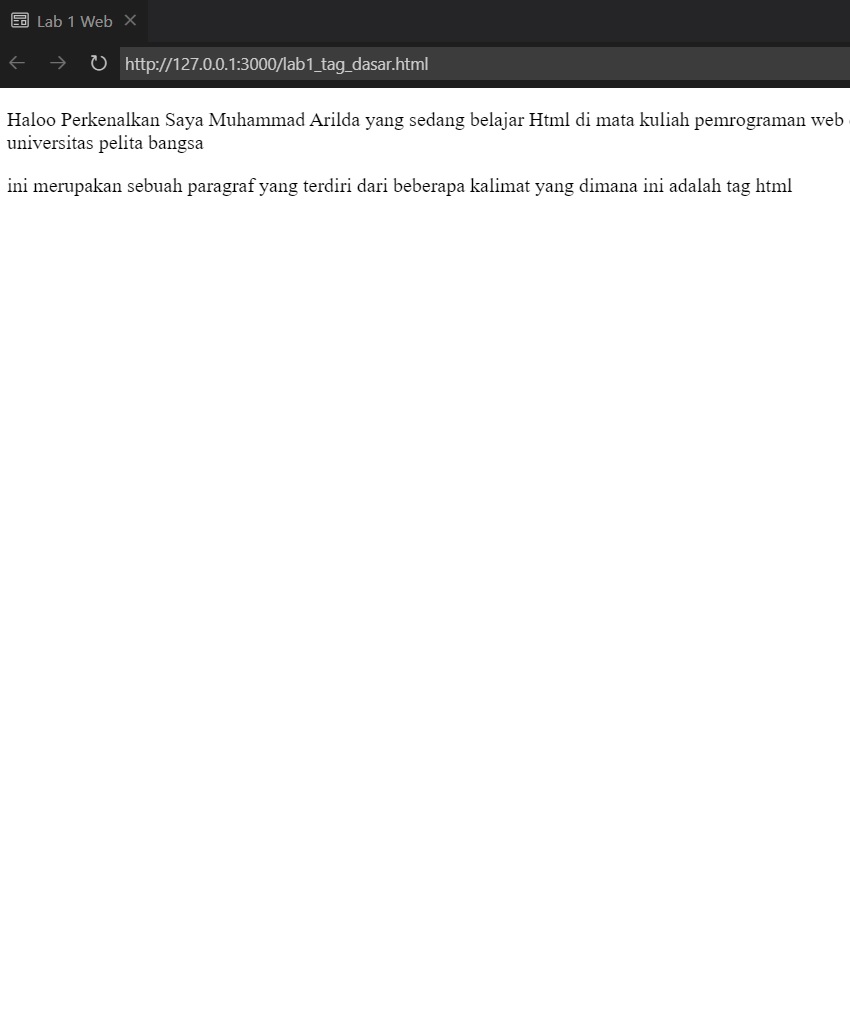 Lab 1 Web
http://127.0.0.1:3000/lab1_tag_dasar.html
Haloo Perkenalkan Saya Muhammad Arilda yang sedang belajar Html di mata kuliah pemrograman web
universitas pelita bangsa
ini merupakan sebuah paragraf yang terdiri dari beberapa kalimat yang dimana ini adalah tag html